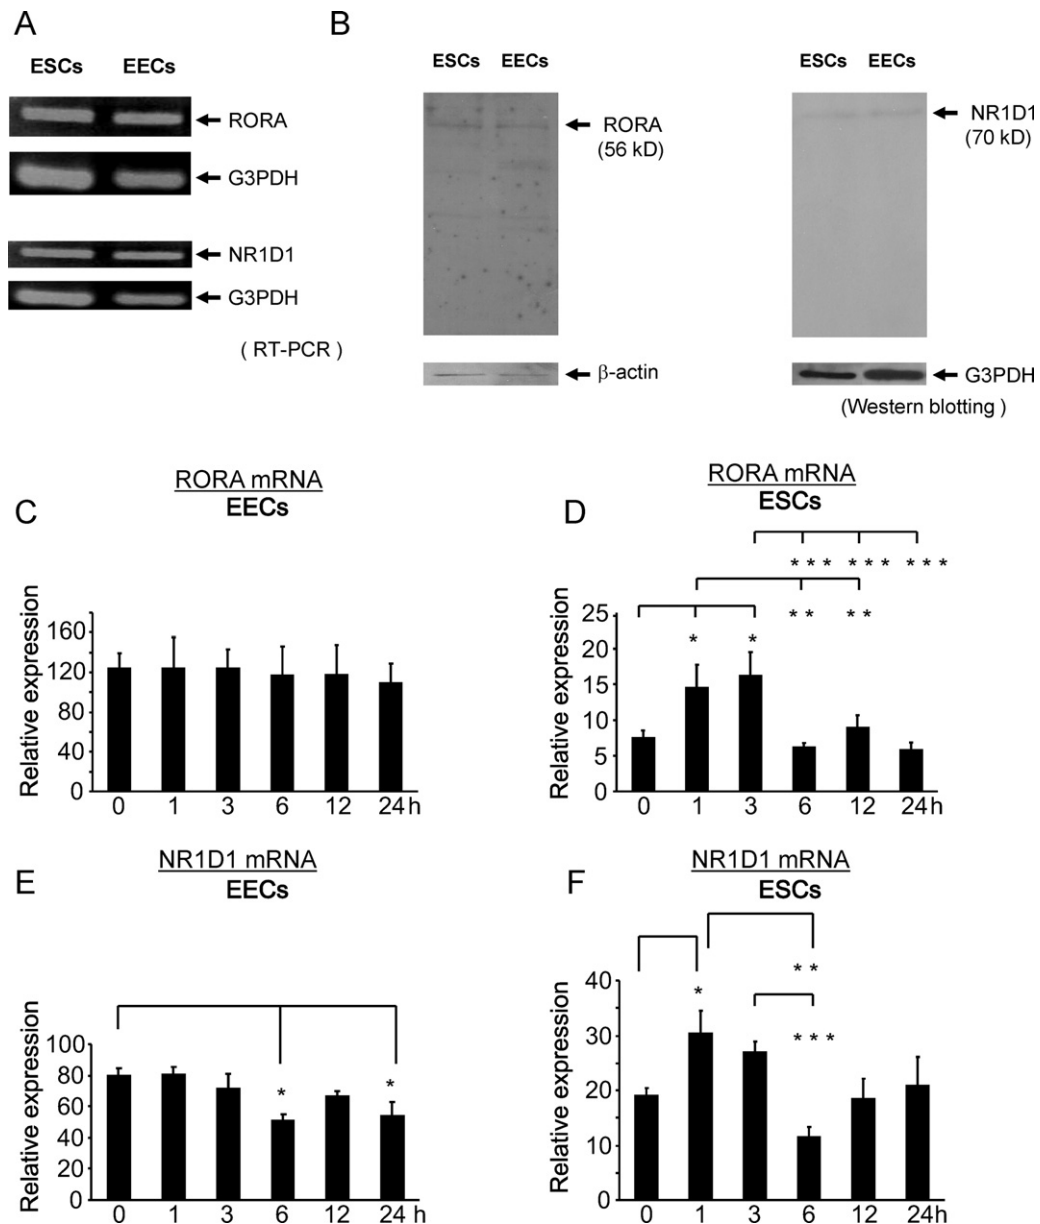 A
ESCs EECs
RORA
G3PDH
NR1D1
G3PDH
( RT-PCR )
B
ESCs EECs
RORA
(56 kD)
β-actin
ESCs EECs
NR1D1
(70 kD)
G3PDH
(Western blotting )
C
RORA mRNA
EECs
Relative expression
160
120
80
40
0
0 1 3 6 12 24 h
D
RORA mRNA
ESCs
* * * * * * * * *
* * * *
* *
Relative expression
25
20
15
10
5
0
0 1 3 6 12 24 h
E
NR1D1 mRNA
EECs
* *
Relative expression
100
80
60
40
20
0
0 1 3 6 12 24 h
F
NR1D1 mRNA
ESCs
* *
*
* * *
Relative expression
40
30
20
10
0
0 1 3 6 12 24 h